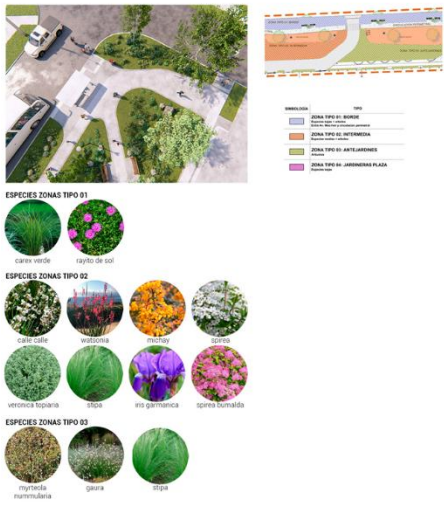 SIMBOLOGÍA TIPO
ZONA TIPO 01: BORDE
ZONA TIPO 02: INTERMEDIA
ZONA TIPO 03: ANTEJARDINES
ZONA TIPO 04: JARDINERAS PLAZA
ESPECIES ZONAS TIPO 01
carex verde rayito de sol
ESPECIES ZONAS TIPO 02
calle calle watsonia michay spirea
veronica topiaria stipa iris garmanica spirea bumalda
ESPECIES ZONAS TIPO 03
myrteola gaura stipa
nummularia